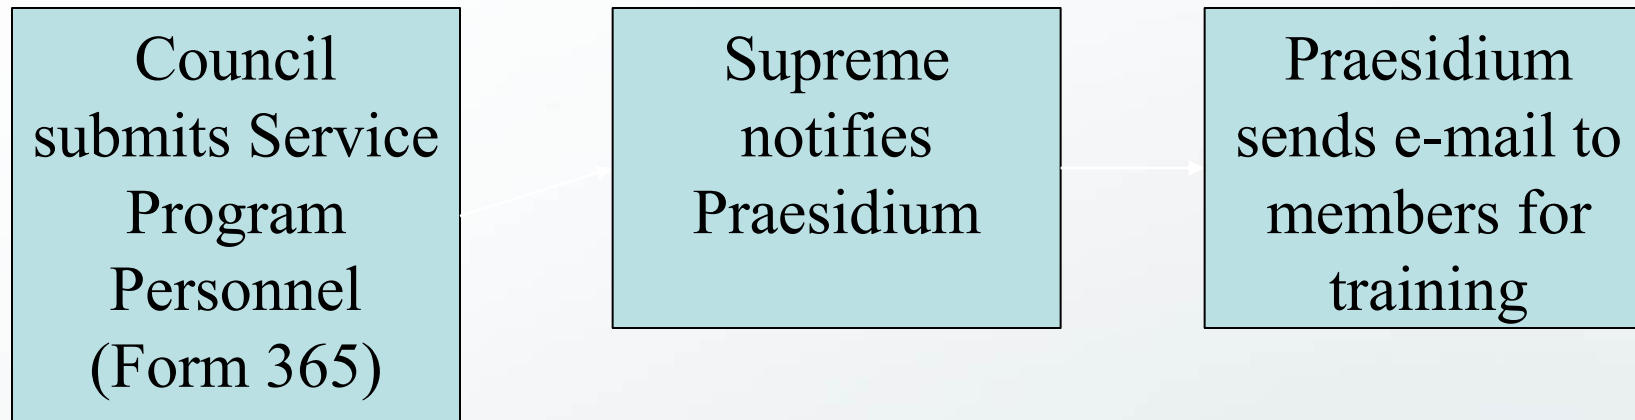 Council
submits Service
Program
Personnel
(Form 365)
Supreme
notifies
Praesidium
Praesidium
sends e-mail to
members for
training